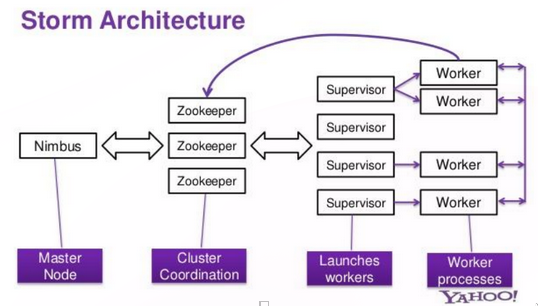 Storm Architecture
Nimbus
Zookeeper
Zookeeper
Zookeeper
Supervisor
Supervisor
Supervisor
Supervisor
Worker
Worker
Worker
Worker
Master
Node
Cluster
Coordination
Launches
workers
Worker
processes
YAHOO!